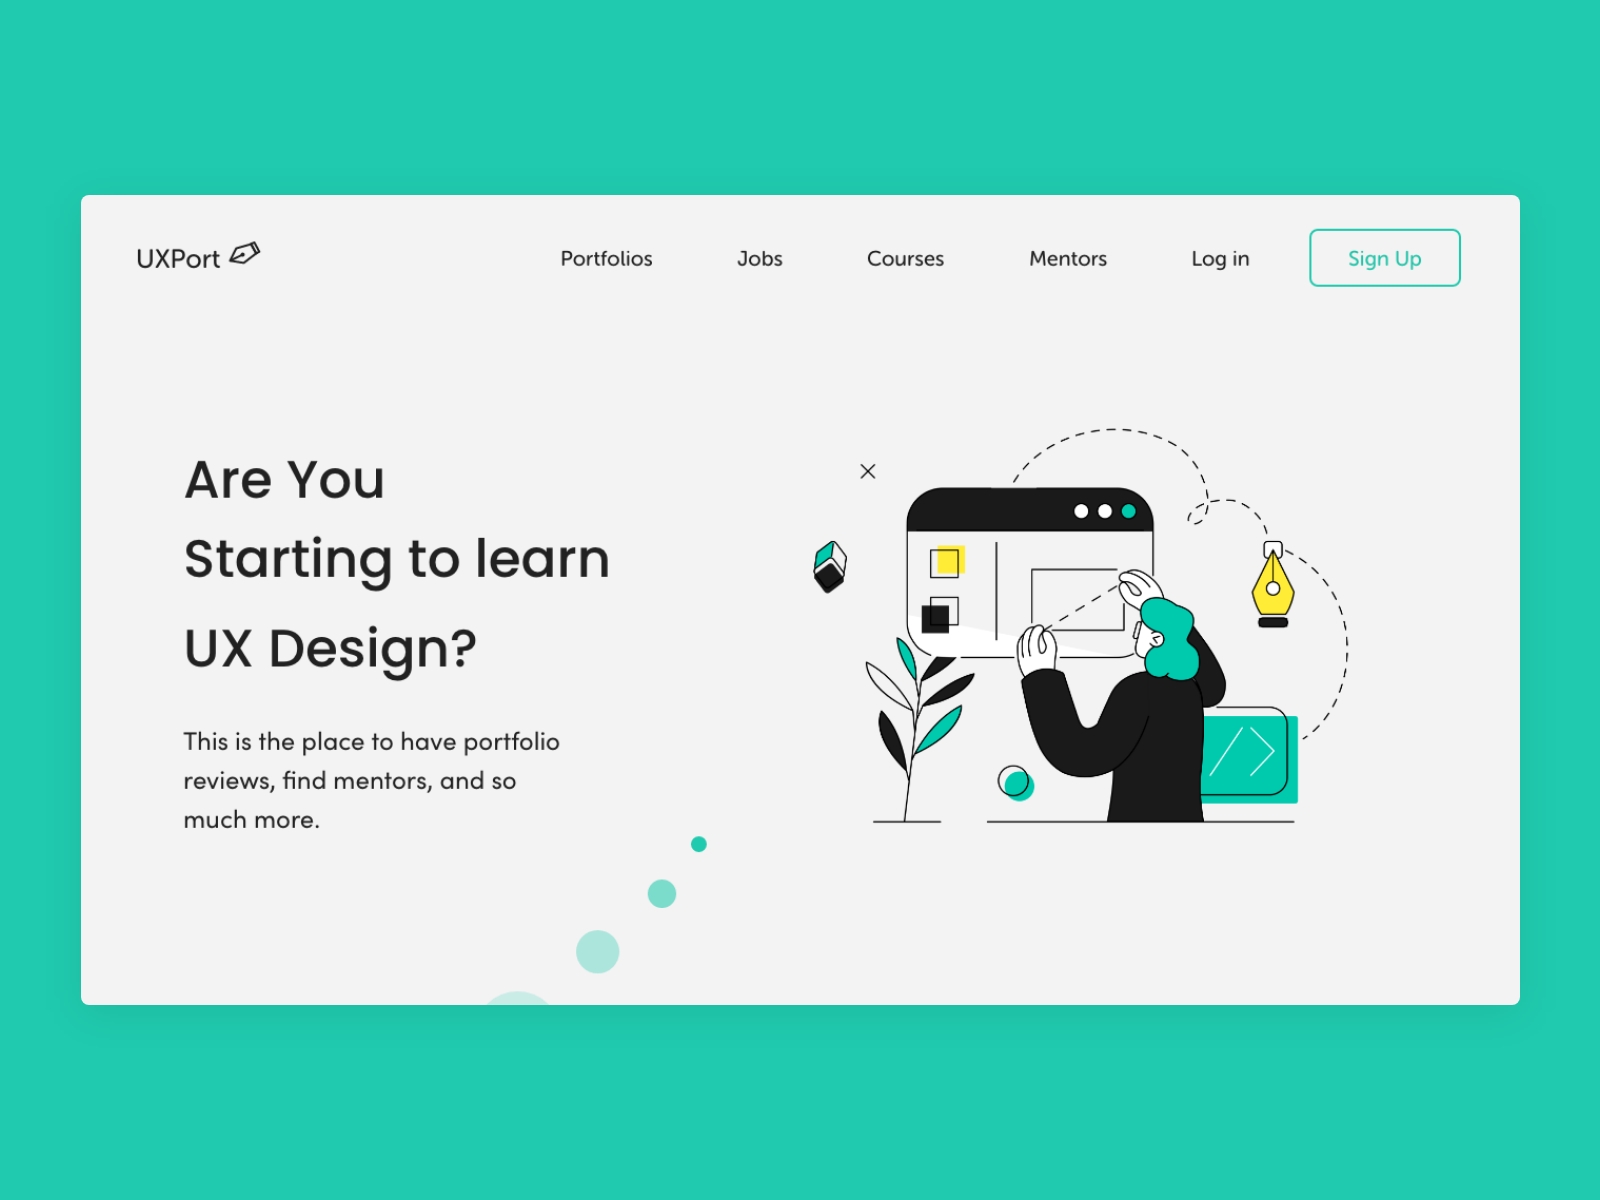 UXPort
Portfolios
Jobs
Courses
Mentors
Log in
Sign Up
Are You
Starting to learn
UX Design?
This is the place to have portfolio
reviews, find mentors, and so
much more.